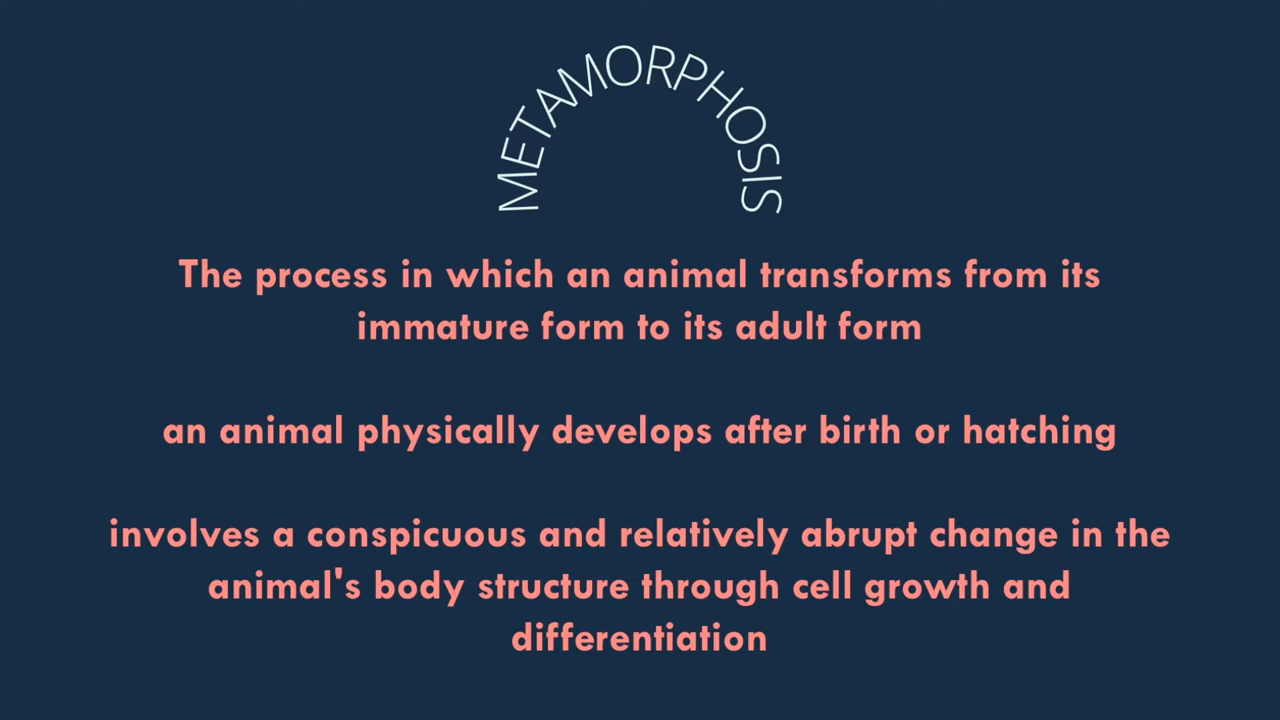 METAMORPHOSIS
The process in which an animal transforms from its
immature form to its adult form
an animal physically develops after birth or hatching
involves a conspicuous and relatively abrupt change in the
animal's body structure through cell growth and
differentiation